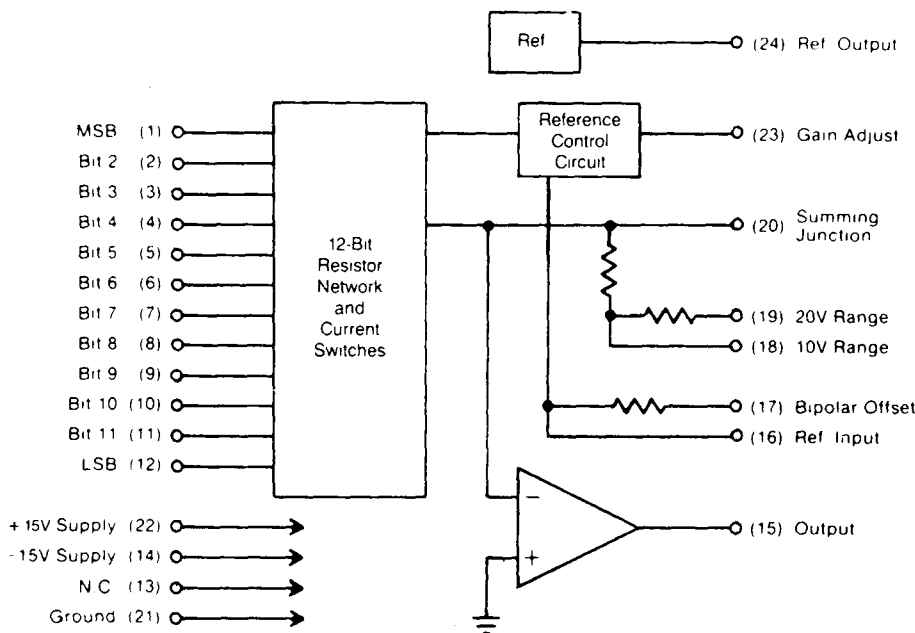 Ref
(24) Ref Output
MSB (1)
Bit 2 (2)
Bit 3 (3)
Bit 4 (4)
Bit 5 (5)
Bit 6 (6)
Bit 7 (7)
Bit 8 (8)
Bit 9 (9)
Bit 10 (10)
Bit 11 (11)
LSB (12)
12-Bit
Resistor
Network
and
Current
Switches
Reference
Control
Circuit
(23) Gain Adjust
(20) Summing
Junction
(19) 20V Range
(18) 10V Range
(17) Bipolar Offset
(16) Ref Input
−
+
(15) Output
+ 15V Supply (22)
- 15V Supply (14)
N.C (13)
Ground (21)